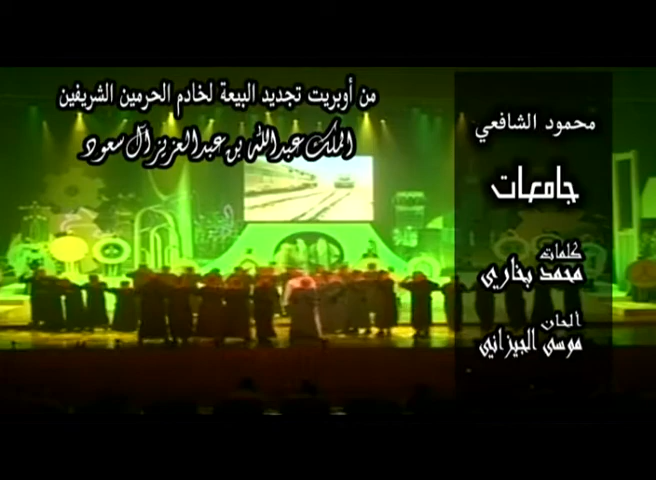 من أوبريت تجديد البيعة لخادم الحرمين الشريفين
الملك عبدالله بن عبدالعزيز آل سعود
محمود الشافعي
جامعات
كلمات
محمد بخاري
ألحان
موسى الجيزاني